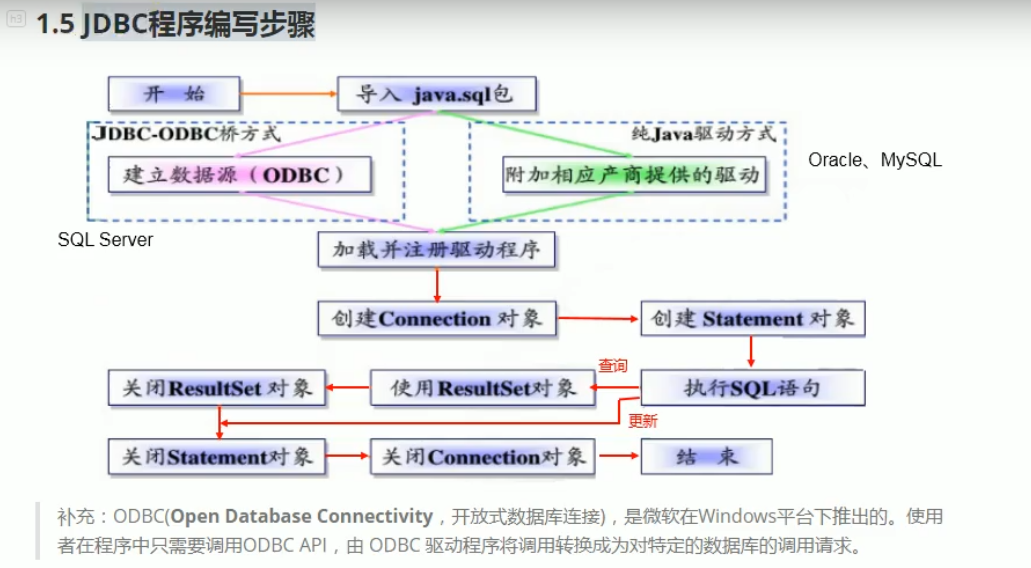 h3
1.5 JDBC程序编写步骤
开 始
导入 java.sql包
JDBC-ODBC桥方式
纯Java驱动方式
建立数据源（ODBC）
附加相应产商提供的驱动
Oracle、MySQL
SQL Server
加载并注册驱动程序
创建Connection 对象
创建 Statement 对象
查询
关闭ResultSet 对象
使用ResultSet对象
执行SQL语句
更新
关闭Statement对象
关闭Connection对象
结 束
补充：ODBC(Open Database Connectivity，开放式数据库连接)，是微软在Windows平台下推出的。使用
者在程序中只需要调用ODBC API，由 ODBC 驱动程序将调用转换成为对特定的数据库的调用请求。